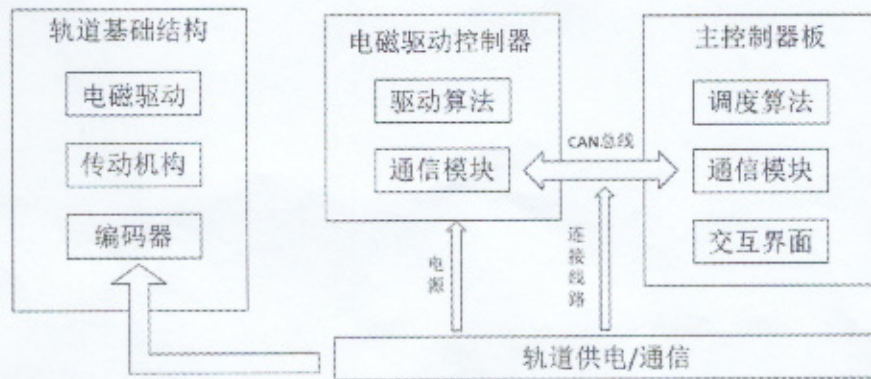 轨道基础结构
电磁驱动
传动机构
编码器
电磁驱动控制器
驱动算法
通信模块
CAN总线
主控制器板
调度算法
通信模块
交互界面
电源
连接线路
轨道供电/通信